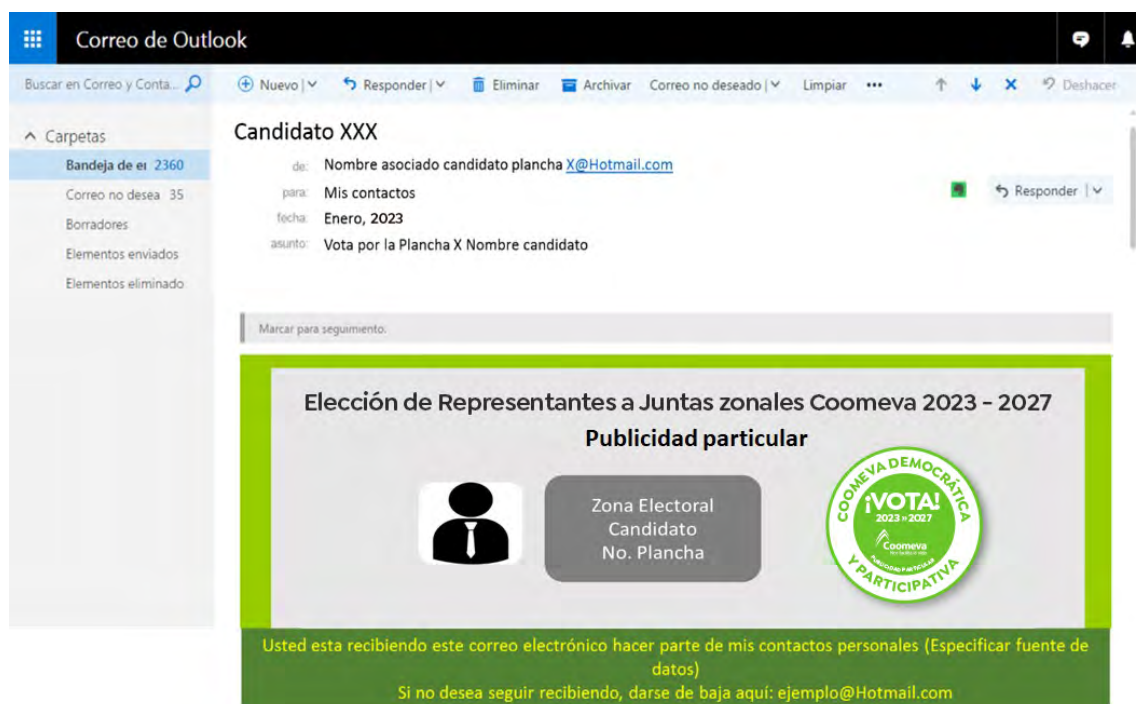 Correo de Outlook
Buscar en Correo y Conta...
Nuevo
Responder
Eliminar
Archivar
Correo no deseado
Limpiar
Deshacer
Carpetas
Bandeja de e 2360
Correo no desea 35
Borradores
Elementos enviados
Elementos eliminado
Candidato XXX
de: Nombre asociado candidato plancha X@Hotmail.com
para: Mis contactos
Responder
fecha: Enero, 2023
asunto: Vota por la Plancha X Nombre candidato
Marcar para seguimiento.
Elección de Representantes a Juntas zonales Coomeva 2023 – 2027
Publicidad particular
Zona Electoral
Candidato
No. Plancha
COOMEVA DEMOCRÁTICA
¡VOTA!
2023 » 2027
Coomeva
PUBLICIDAD PARTICULAR
Y PARTICIPATIVA
Usted esta recibiendo este correo electrónico hacer parte de mis contactos personales (Especificar fuente de
datos)
Si no desea seguir recibiendo, darse de baja aquí: ejemplo@Hotmail.com